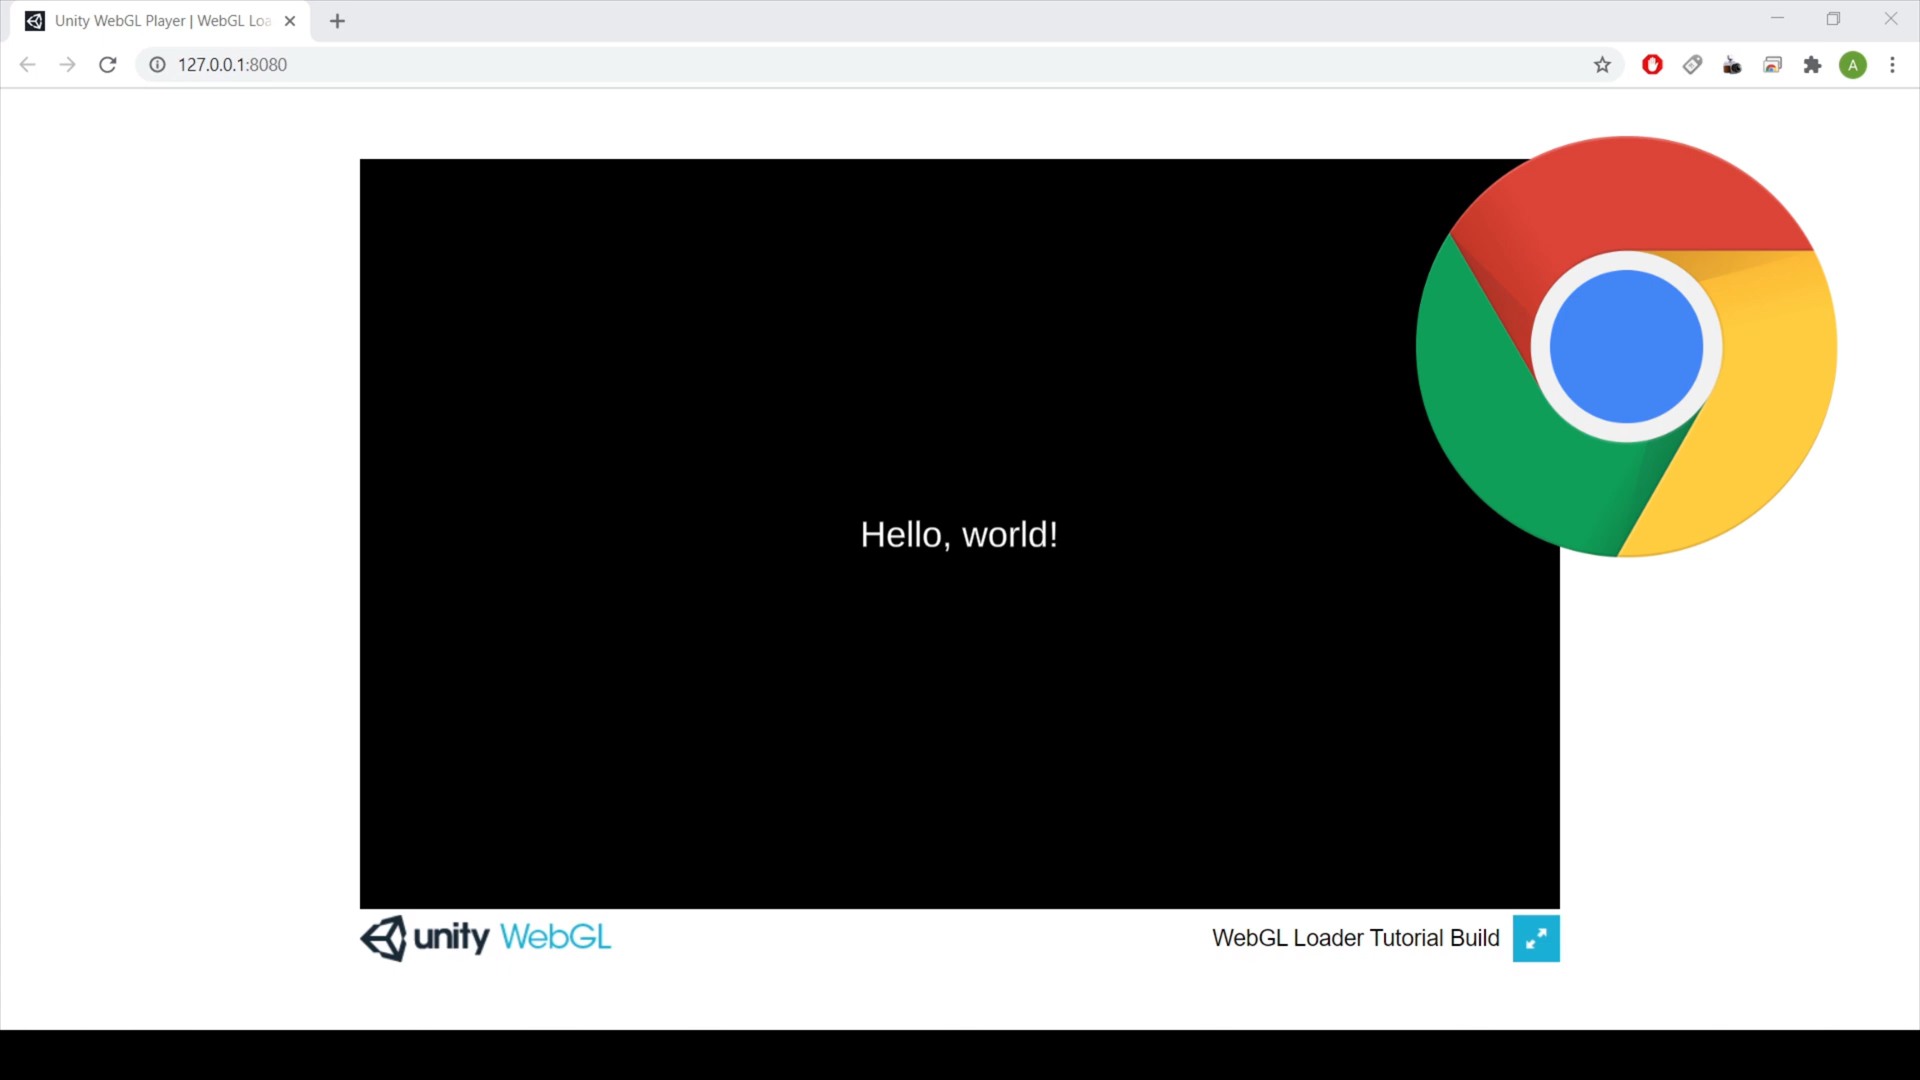 Unity WebGL Player | WebGL Loa
127.0.0.1:8080
A
Hello, world!
unity WebGL
WebGL Loader Tutorial Build